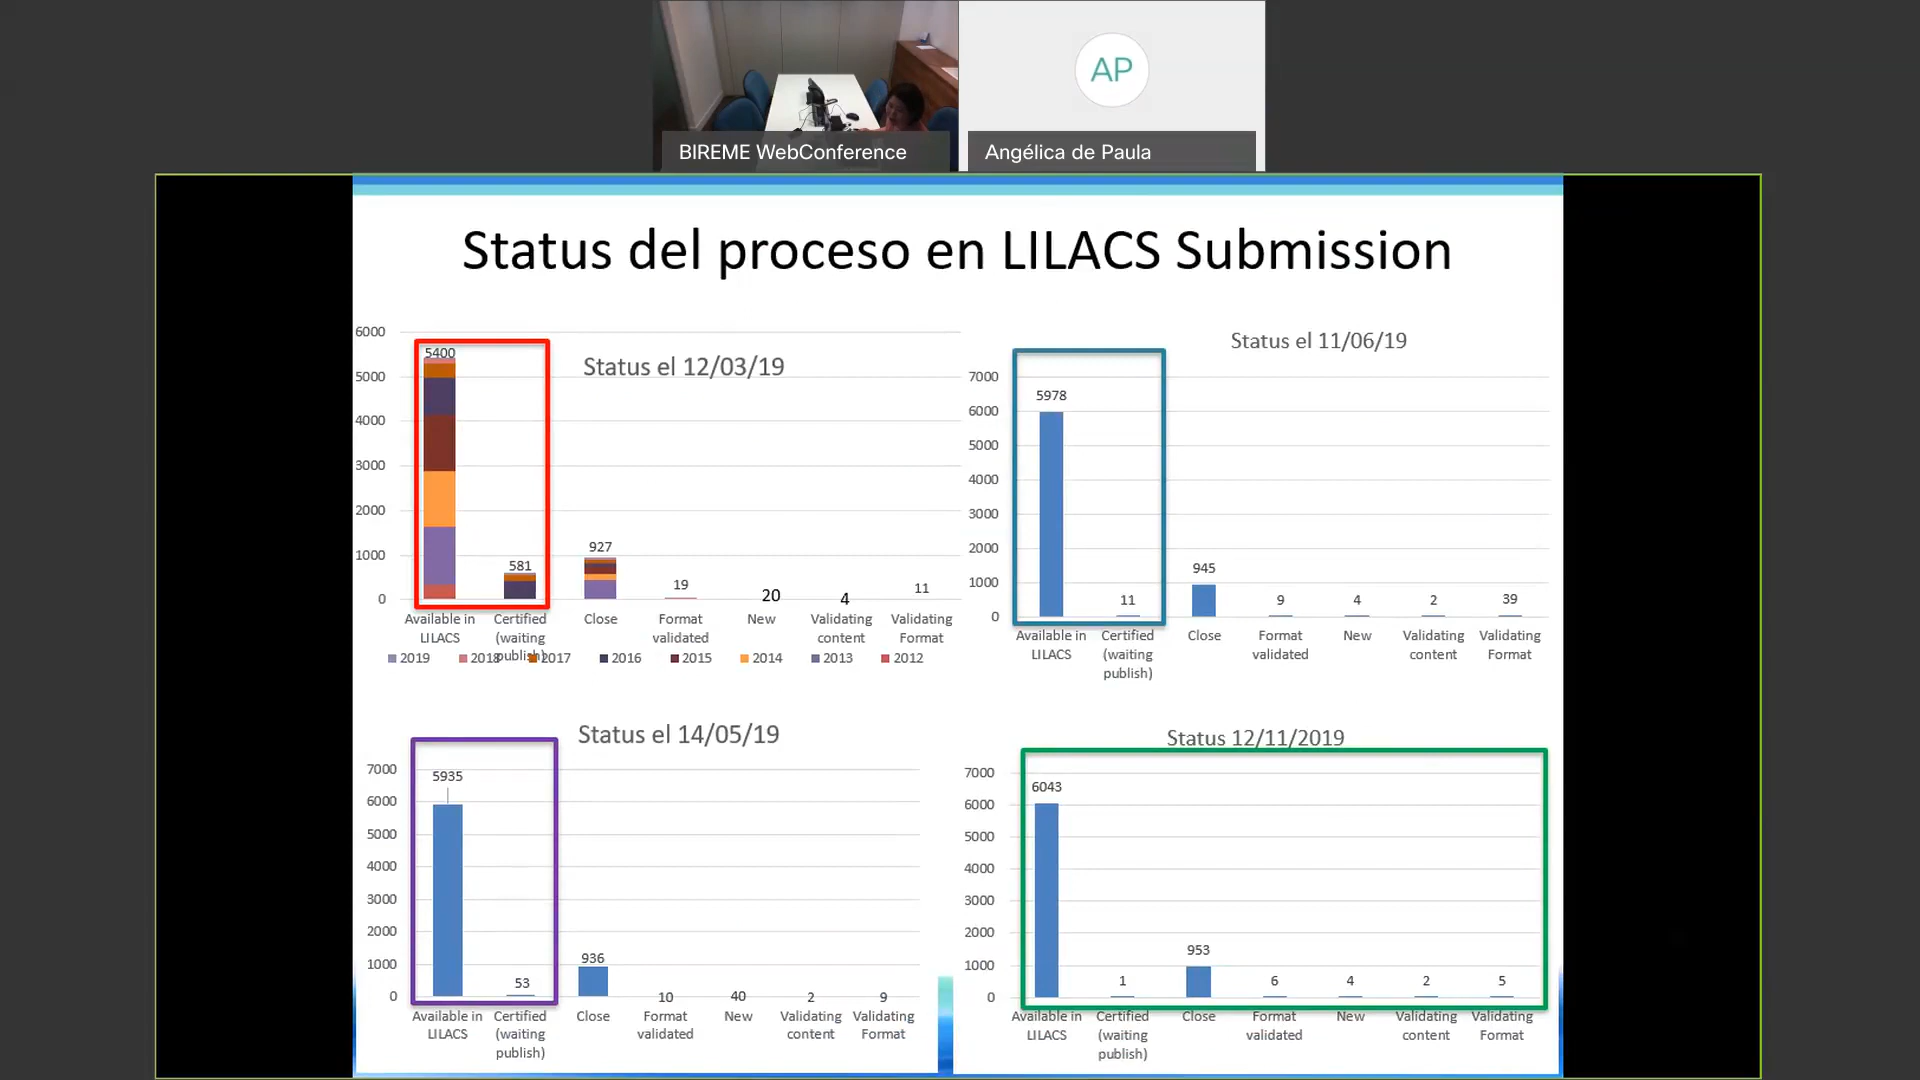 AP
BIREME WebConference
Angélica de Paula
Status del proceso en LILACS Submission
Status el 12/03/19
6000
5000
4000
3000
2000
1000
0
5400
581
927
19
20
4
11
Available in LILACS
Certified (waiting publish)
Close
Format validated
New
Validating content
Validating Format
2019 2018 2017 2016 2015 2014 2013 2012
Status el 11/06/19
7000
6000
5000
4000
3000
2000
1000
0
5978
11
945
9
4
2
39
Available in LILACS
Certified (waiting publish)
Close
Format validated
New
Validating content
Validating Format
Status el 14/05/19
7000
6000
5000
4000
3000
2000
1000
0
5935
53
936
10
40
2
9
Available in LILACS
Certified (waiting publish)
Close
Format validated
New
Validating content
Validating Format
Status 12/11/2019
7000
6000
5000
4000
3000
2000
1000
0
6043
1
953
6
4
2
5
Available in LILACS
Certified (waiting publish)
Close
Format validated
New
Validating content
Validating Format